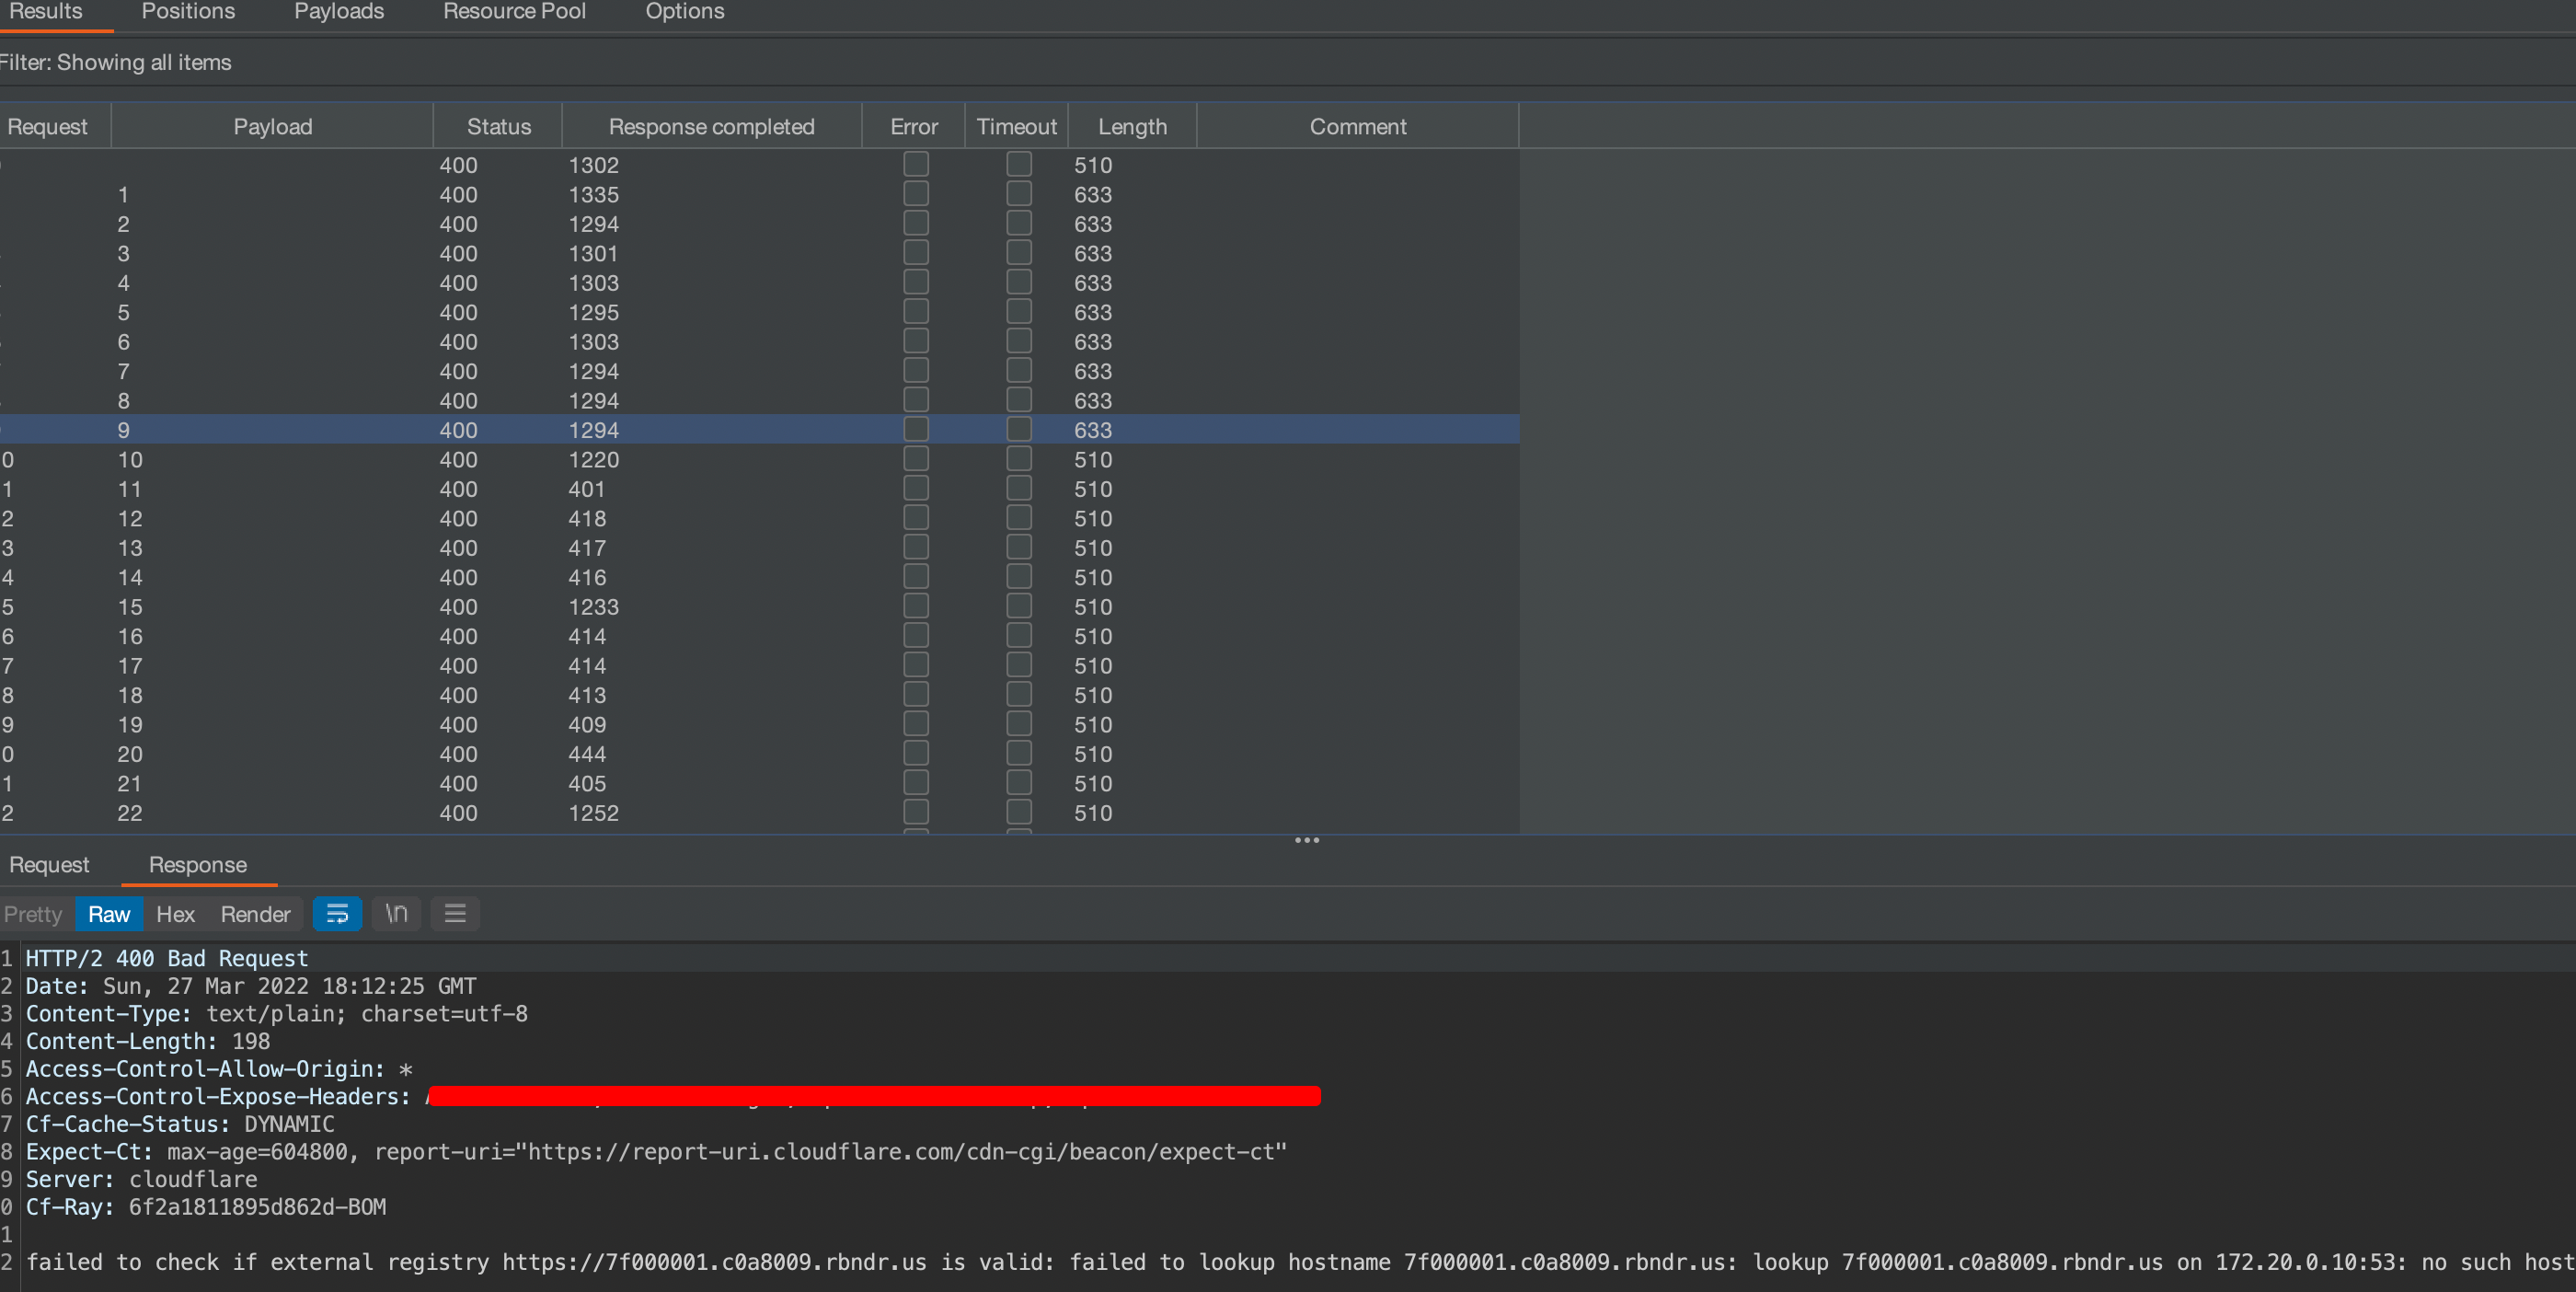 Results Positions Payloads Resource Pool Options
Filter: Showing all items
Request Payload Status Response completed Error Timeout Length Comment
400 1302 510
1 400 1335 633
2 400 1294 633
3 400 1301 633
4 400 1303 633
5 400 1295 633
6 400 1303 633
7 400 1294 633
8 400 1294 633
9 400 1294 633
0 10 400 1220 510
1 11 400 401 510
2 12 400 418 510
3 13 400 417 510
4 14 400 416 510
5 15 400 1233 510
6 16 400 414 510
7 17 400 414 510
8 18 400 413 510
9 19 400 409 510
0 20 400 444 510
1 21 400 405 510
2 22 400 1252 510
Request Response
Pretty Raw Hex Render \n
1 HTTP/2 400 Bad Request
2 Date: Sun, 27 Mar 2022 18:12:25 GMT
3 Content-Type: text/plain; charset=utf-8
4 Content-Length: 198
5 Access-Control-Allow-Origin: *
6 Access-Control-Expose-Headers:
7 Cf-Cache-Status: DYNAMIC
8 Expect-Ct: max-age=604800, report-uri="https://report-uri.cloudflare.com/cdn-cgi/beacon/expect-ct"
9 Server: cloudflare
0 Cf-Ray: 6f2a1811895d862d-BOM
1
2 failed to check if external registry https://7f000001.c0a8009.rbndr.us is valid: failed to lookup hostname 7f000001.c0a8009.rbndr.us: lookup 7f000001.c0a8009.rbndr.us on 172.20.0.10:53: no such host